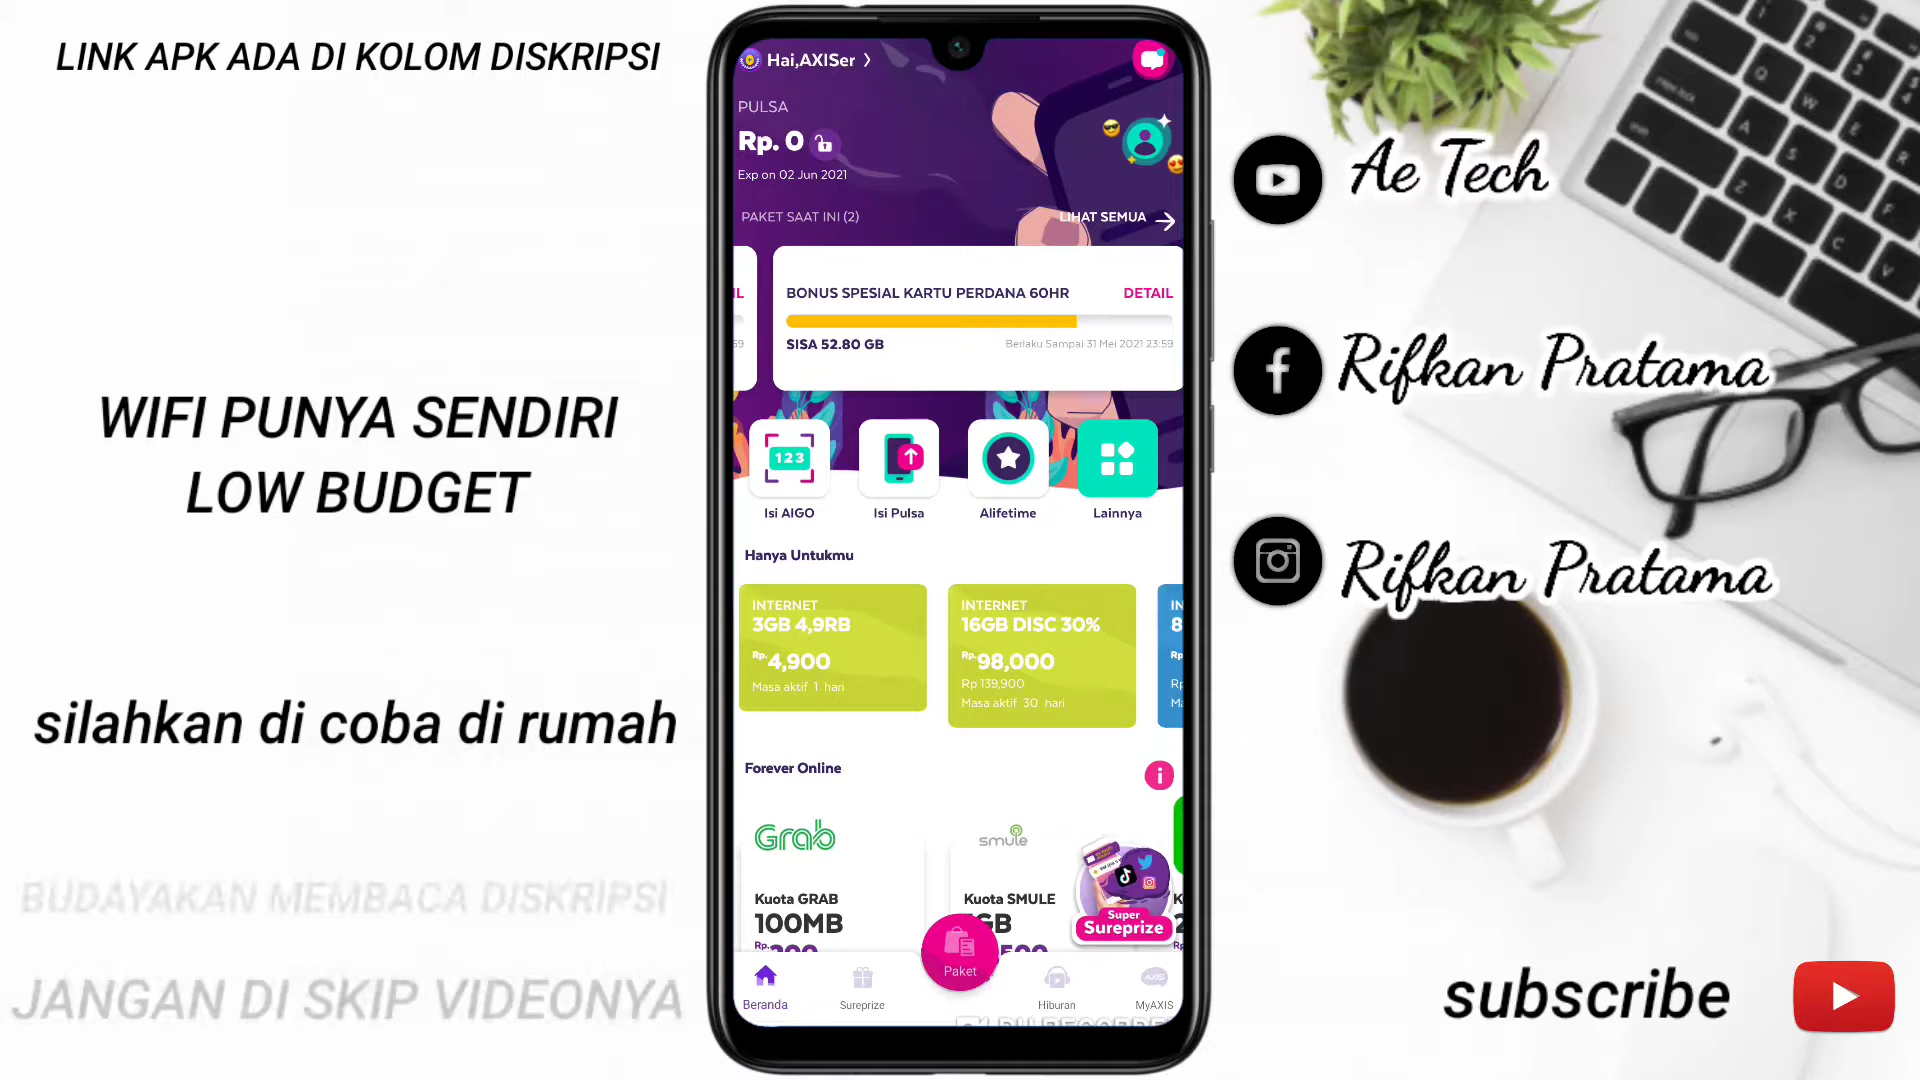 LINK APK ADA DI KOLOM DISKRIPSI
WIFI PUNYA SENDIRI
LOW BUDGET
silahkan di coba di rumah
BUDAYAKAN MEMBACA DISKRIPSI
JANGAN DI SKIP VIDEONYA
Hai,AXISer
PULSA
Rp. 0
Exp on 02 Jun 2021
PAKET SAAT INI (2)
LIHAT SEMUA
BONUS SPESIAL KARTU PERDANA 60HR
DETAIL
SISA 52.80 GB
Berlaku Sampai 31 Mei 2021 23:59
123
Isi AIGO
Isi Pulsa
Alifetime
Lainnya
Hanya Untukmu
INTERNET
3GB 4,9RB
Rp. 4,900
Masa aktif 1 hari
INTERNET
16GB DISC 30%
Rp. 98,000
Rp 139,900
Masa aktif 30 hari
Forever Online
Grab
Kuota GRAB
100MB
smule
Kuota SMULE
Super
Sureprize
Beranda
Sureprize
Paket
Hiburan
AXIS
MyAXIS
Ae Tech
Rifkan Pratama
Rifkan Pratama
subscribe